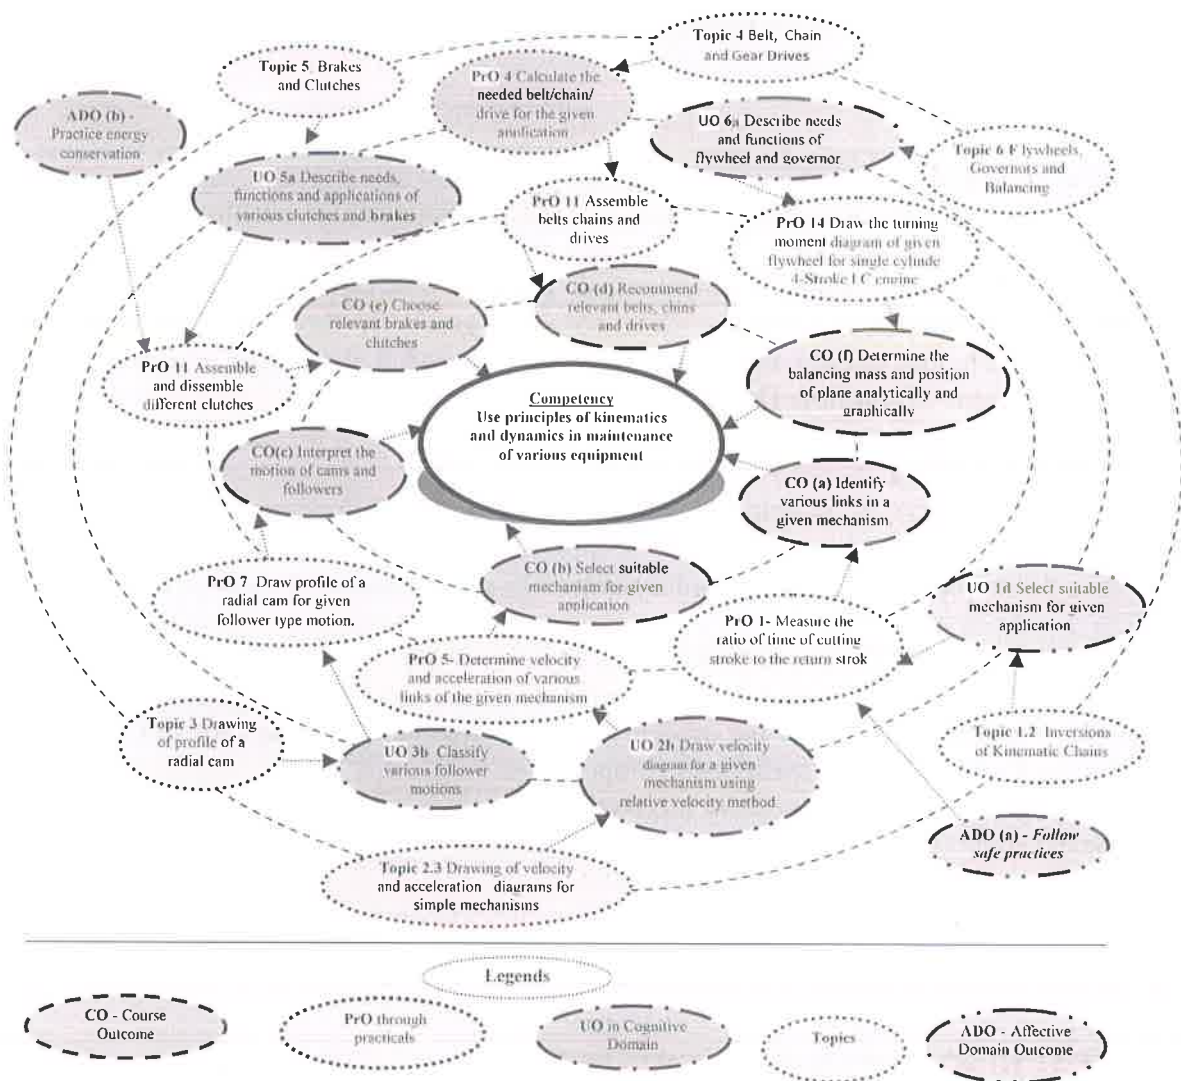 Topic 4 Belt, Chain
and Gear Drives
Topic 5 Brakes
and Clutches
PrO 4 Calculate the
needed belt/chain/
drive for the given
application
ADO (b) -
Practice energy
conservation
UO 6a Describe needs
and functions of
flywheel and governor
Topic 6 Flywheels,
Governors and
Balancing
UO 5a Describe needs,
functions and applications of
various clutches and brakes
PrO 11 Assemble
belts chains and
drives
PrO 14 Draw the turning
moment diagram of given
flywheel for single cylinde
4-Stroke I C engine
CO (e) Choose
relevant brakes and
clutches
CO (d) Recommend
relevant belts, chins
and drives
PrO 11 Assemble
and dissemble
different clutches
CO (f) Determine the
balancing mass and position
of plane analytically and
graphically
Competency
Use principles of kinematics
and dynamics in maintenance
of various equipment
CO(c) Interpret the
motion of cams and
followers
CO (a) Identify
various links in a
given mechanism
CO (b) Select suitable
mechanism for given
application
PrO 7 Draw profile of a
radial cam for given
follower type motion.
UO 1d Select suitable
mechanism for given
application
PrO 1- Measure the
ratio of time of cutting
stroke to the return strok
PrO 5- Determine velocity
and acceleration of various
links of the given mechanism
Topic 3 Drawing
of profile of a
radial cam
UO 3b Classify
various follower
motions
UO 2b Draw velocity
diagram for a given
mechanism using
relative velocity method
Topic 1.2 Inversions
of Kinematic Chains
ADO (a) - Follow
safe practices
Topic 2.3 Drawing of velocity
and acceleration diagrams for
simple mechanisms
Legends
CO - Course
Outcome
PrO through
practicals
UO in Cognitive
Domain
Topics
ADO - Affective
Domain Outcome